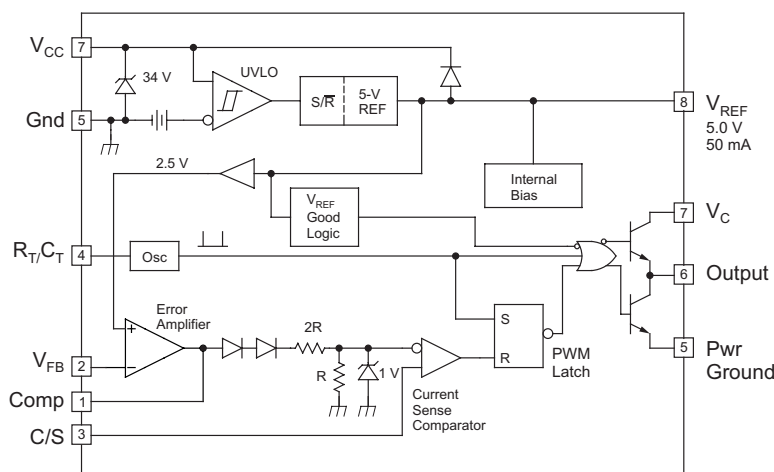 V_CC
7
34 V
UVLO
S/R̅
5-V
REF
8
V_REF
5.0 V
50 mA
Gnd
5
2.5 V
V_REF
Good
Logic
Internal
Bias
7
V_C
R_T/C_T
4
Osc
6
Output
Error
Amplifier
2R
S
R
PWM
Latch
5
Pwr
Ground
V_FB
2
+
−
R
1 V
Comp
1
Current
Sense
Comparator
C/S
3